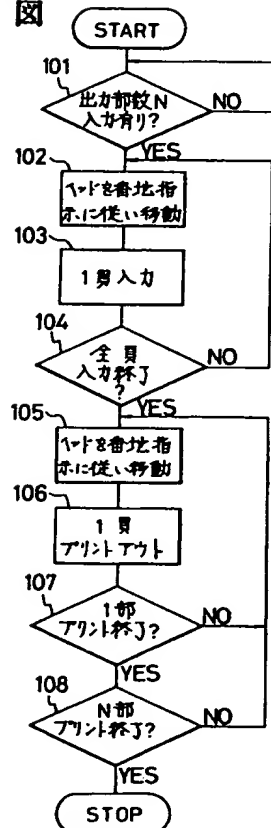 図
START
101
出力部数N
入力有り?
NO
YES
102
ヘッドを番地指
示に従い移動
103
1頁入力
104
全頁
入力終了
?
NO
YES
105
ヘッドを番地指
示に従い移動
106
1頁
プリントアウト
107
1部
プリント終了?
NO
YES
108
N部
プリント終了?
NO
YES
STOP